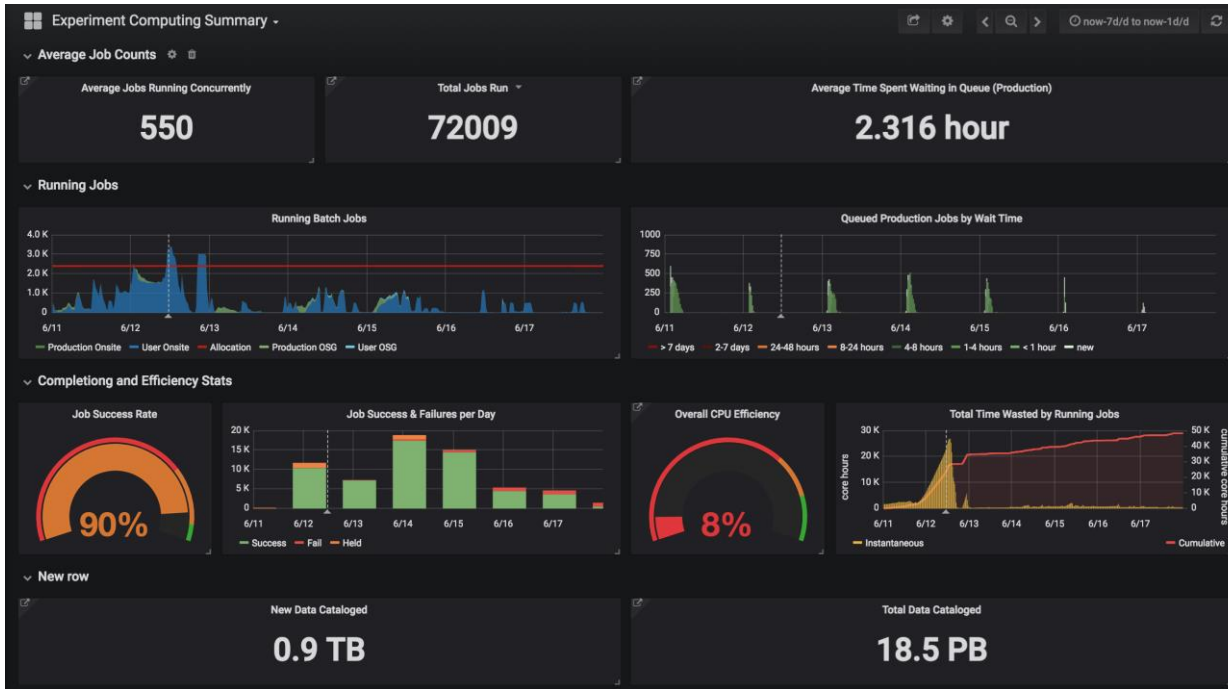 Experiment Computing Summary
now-7d/d to now-1d/d
Average Job Counts
Average Jobs Running Concurrently
550
Total Jobs Run
72009
Average Time Spent Waiting in Queue (Production)
2.316 hour
Running Jobs
Running Batch Jobs
4.0 K
3.0 K
2.0 K
1.0 K
0
6/11 6/12 6/13 6/14 6/15 6/16 6/17
Production Onsite User Onsite Allocation Production OSG User OSG
Queued Production Jobs by Wait Time
1000
750
500
250
0
6/11 6/12 6/13 6/14 6/15 6/16 6/17
> 7 days 2-7 days 24-48 hours 8-24 hours 4-8 hours 1-4 hours < 1 hour new
Completiong and Efficiency Stats
Job Success Rate
90%
Job Success & Failures per Day
20 K
15 K
10 K
5 K
0
6/11 6/12 6/13 6/14 6/15 6/16 6/17
Success Fail Held
Overall CPU Efficiency
8%
Total Time Wasted by Running Jobs
core hours
30 K
20 K
10 K
0
50 K
40 K
30 K
20 K
10 K
0
cumulative core hours
6/11 6/12 6/13 6/14 6/15 6/16 6/17
Instantaneous Cumulative
New row
New Data Cataloged
0.9 TB
Total Data Cataloged
18.5 PB